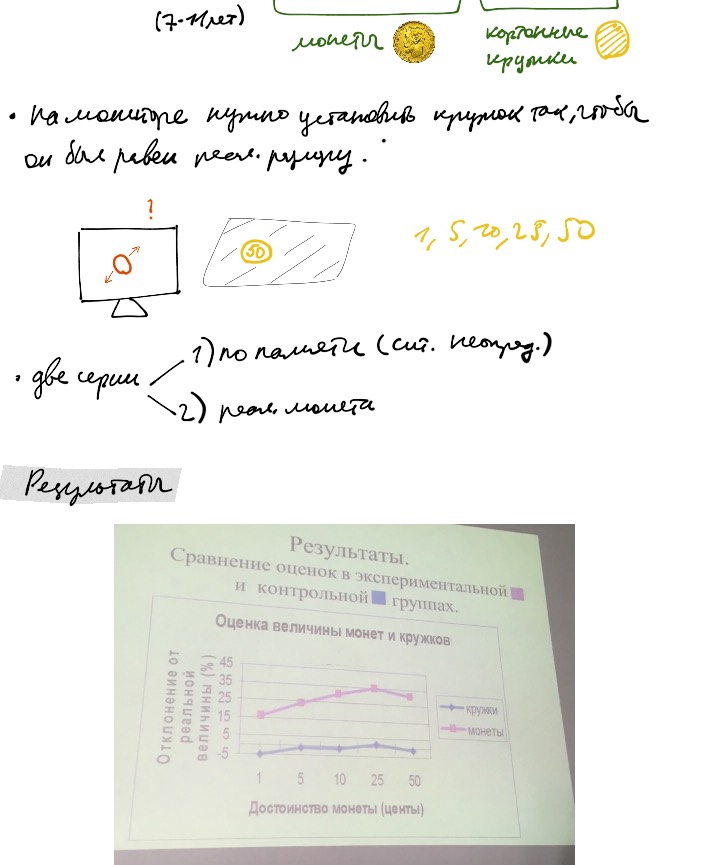 (7-11 лет)
монеты
картонные
кружки
• на мониторе нужно установить кружок так, чтобы
он был равен реал. размеру.
!
50
1, 5, 10, 25, 50
• две серии
1) по памяти (сит. неопред.)
2) реал. монета
Результаты
Результаты.
Сравнение оценок в экспериментальной
и контрольной группах.
Оценка величины монет и кружков
Отклонение от
реальной
величины (%)
45
35
25
15
5
-5
1 5 10 25 50
кружки
монеты
Достоинство монеты (центы)